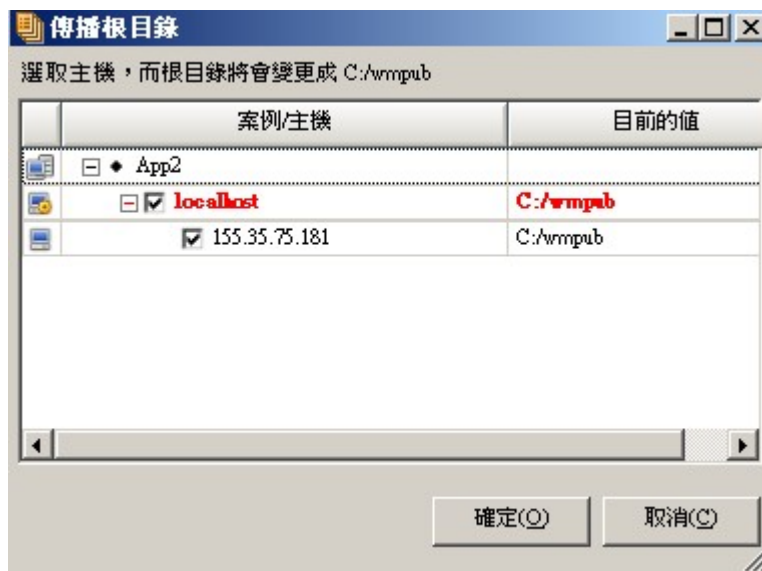 傳播根目錄
選取主機，而根目錄將會變更成 C:/wmpub
案例/主機 目前的值
App2
localhost C:/wmpub
155.35.75.181 C:/wmpub
確定(O) 取消(C)